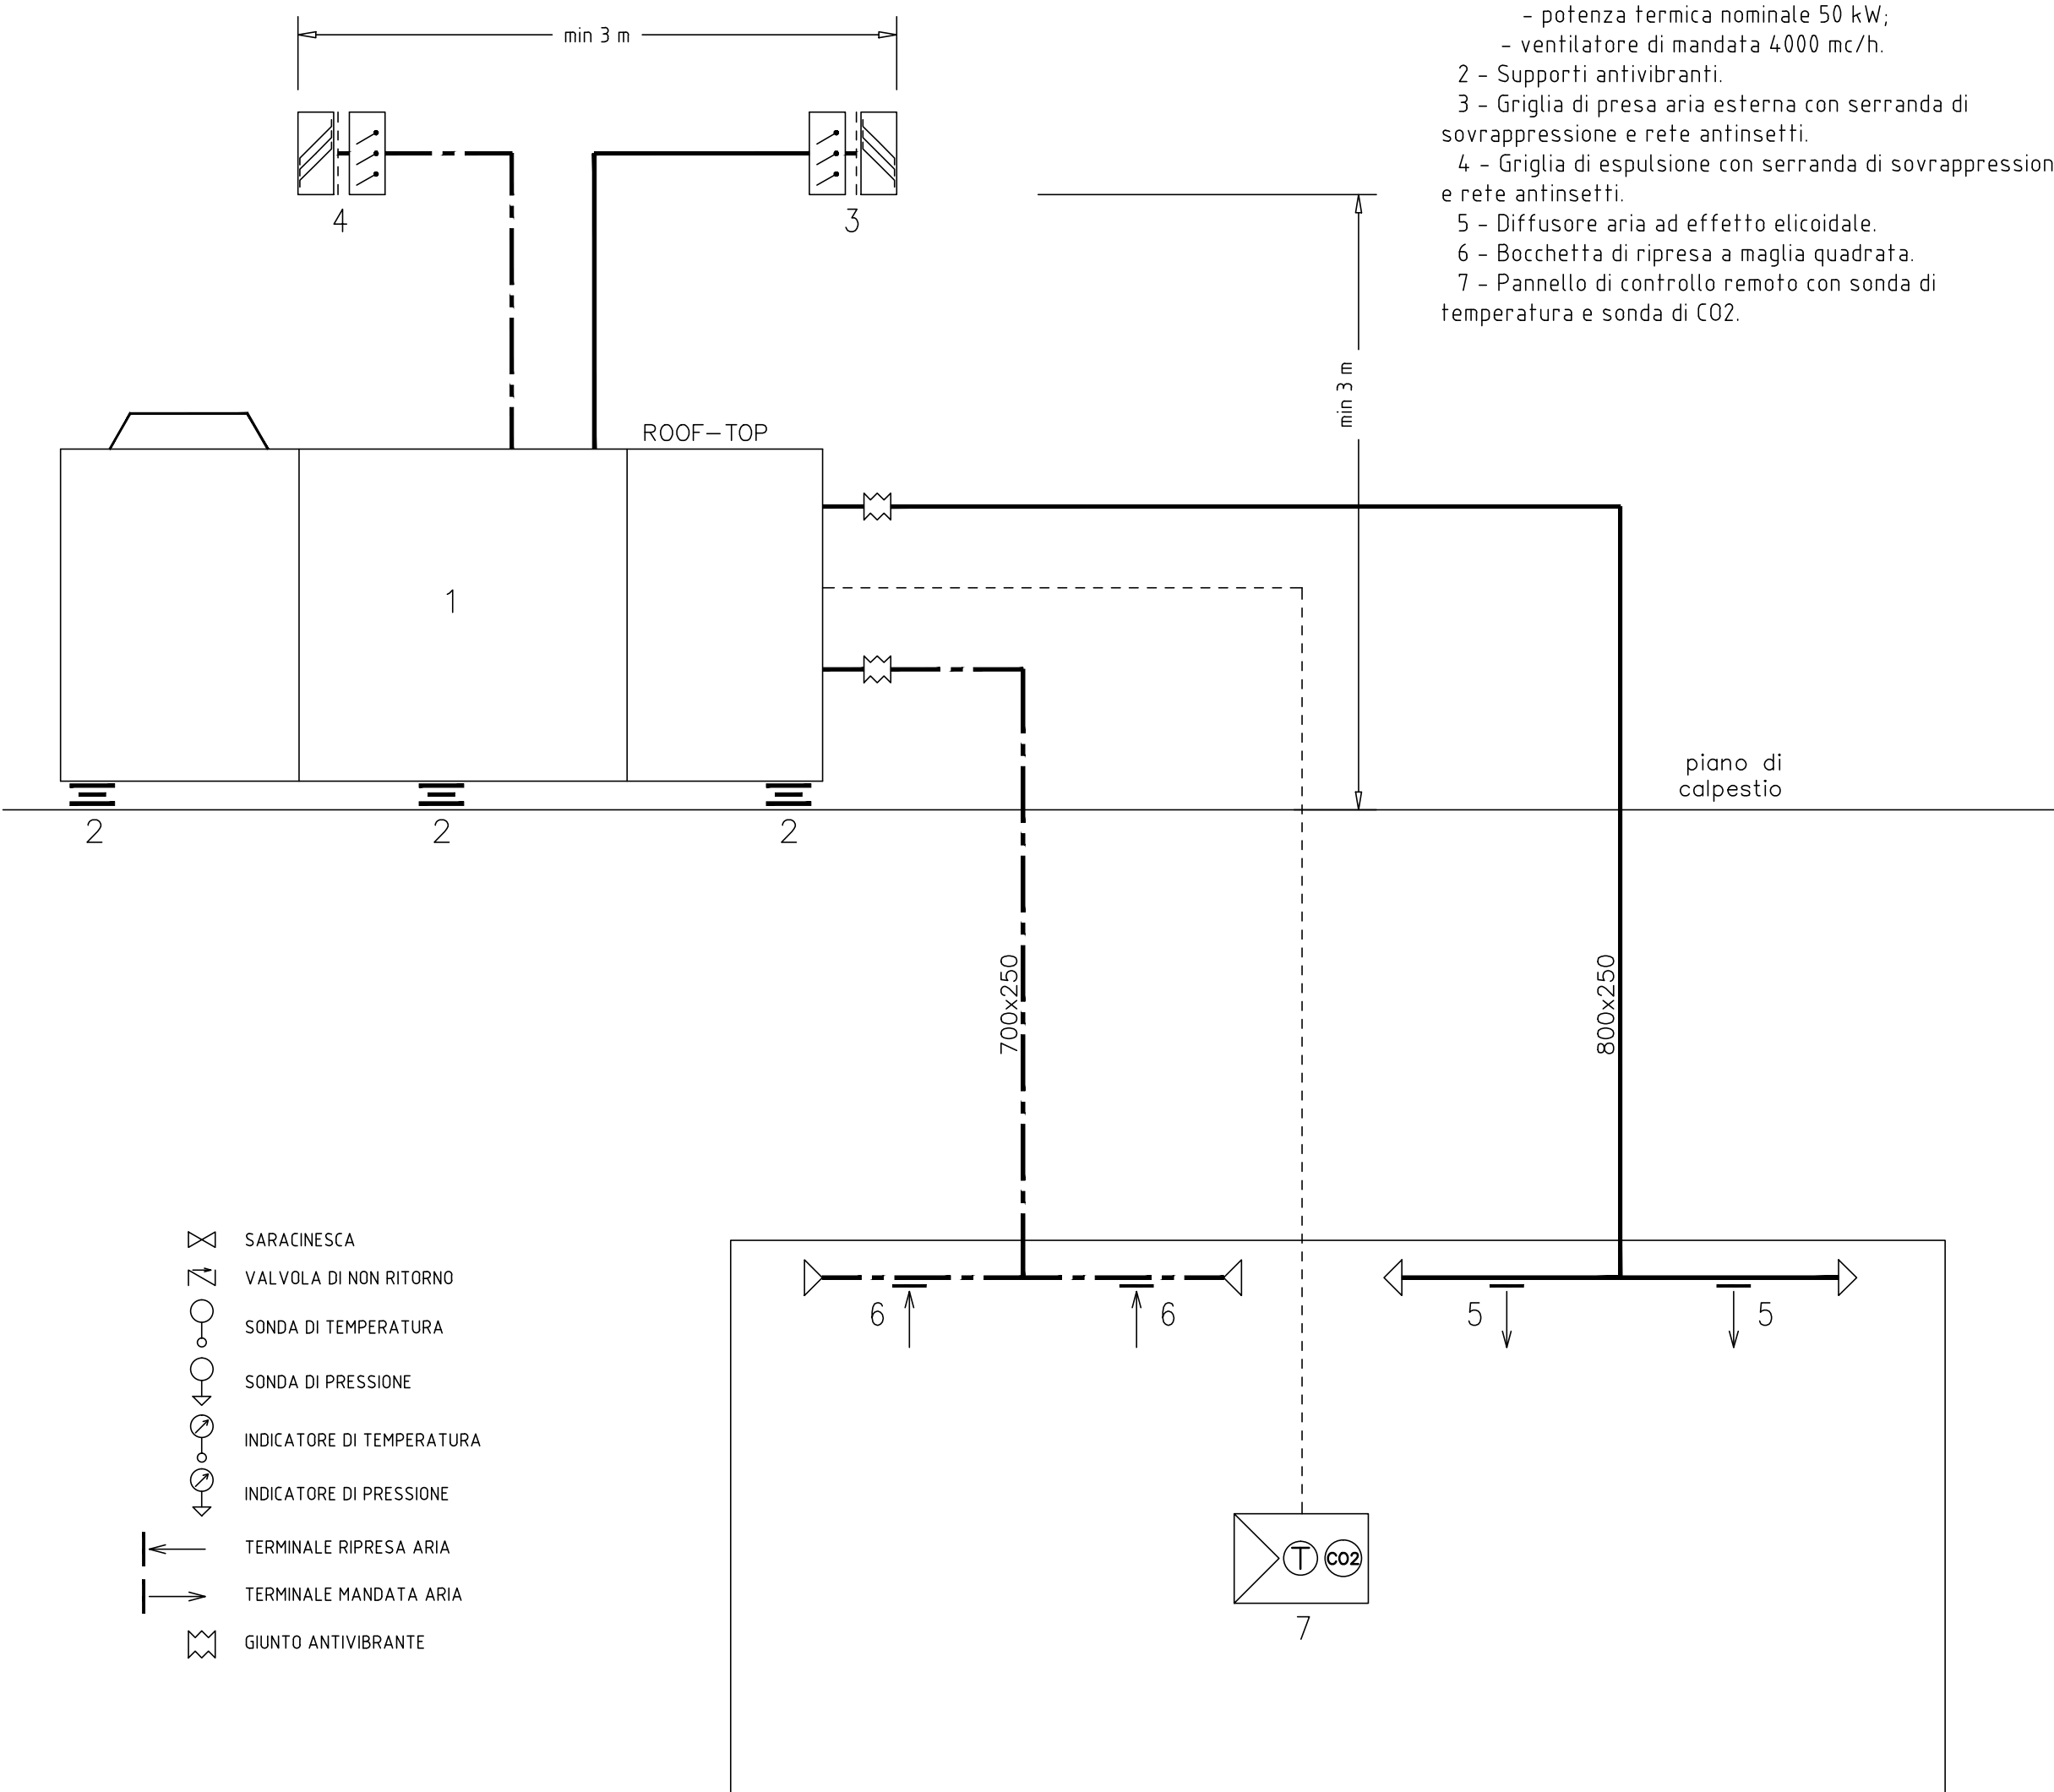 - potenza termica nominale 50 kW;
- ventilatore di mandata 4000 mc/h.
2 - Supporti antivibranti.
3 - Griglia di presa aria esterna con serranda di
sovrappressione e rete antinsetti.
4 - Griglia di espulsione con serranda di sovrappression
e rete antinsetti.
5 - Diffusore aria ad effetto elicoidale.
6 - Bocchetta di ripresa a maglia quadrata.
7 - Pannello di controllo remoto con sonda di
temperatura e sonda di CO2.
min 3 m
4
3
min 3 m
ROOF-TOP
1
piano di
calpestio
2
2
2
700x250
800x250
SARACINESCA
VALVOLA DI NON RITORNO
SONDA DI TEMPERATURA
SONDA DI PRESSIONE
INDICATORE DI TEMPERATURA
INDICATORE DI PRESSIONE
TERMINALE RIPRESA ARIA
TERMINALE MANDATA ARIA
GIUNTO ANTIVIBRANTE
6
6
5
5
T
CO2
7